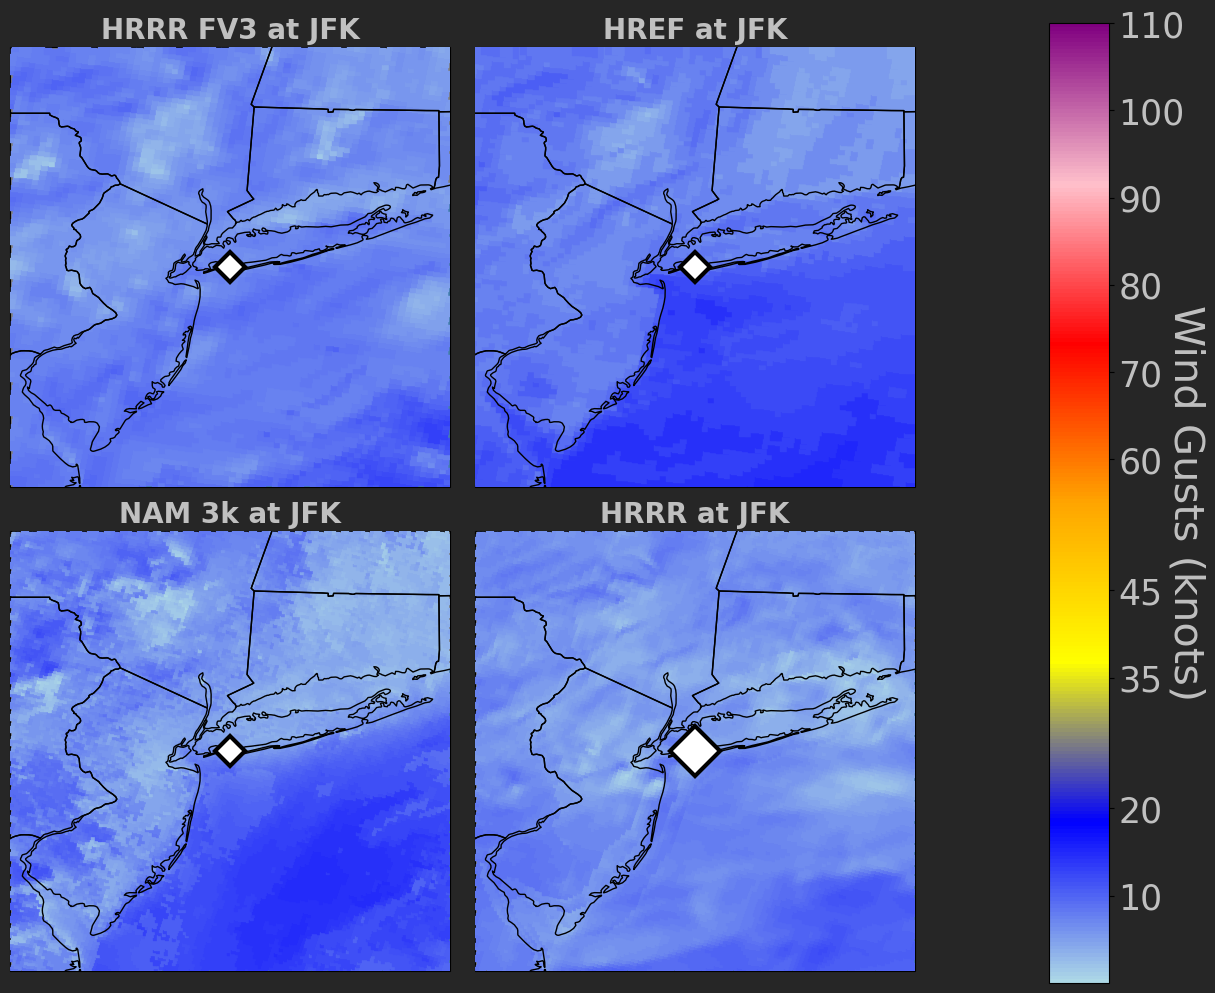 HRRR FV3 at JFK
HREF at JFK
NAM 3k at JFK
HRRR at JFK
110
100
90
80
70
60
45
35
20
10
Wind Gusts (knots)